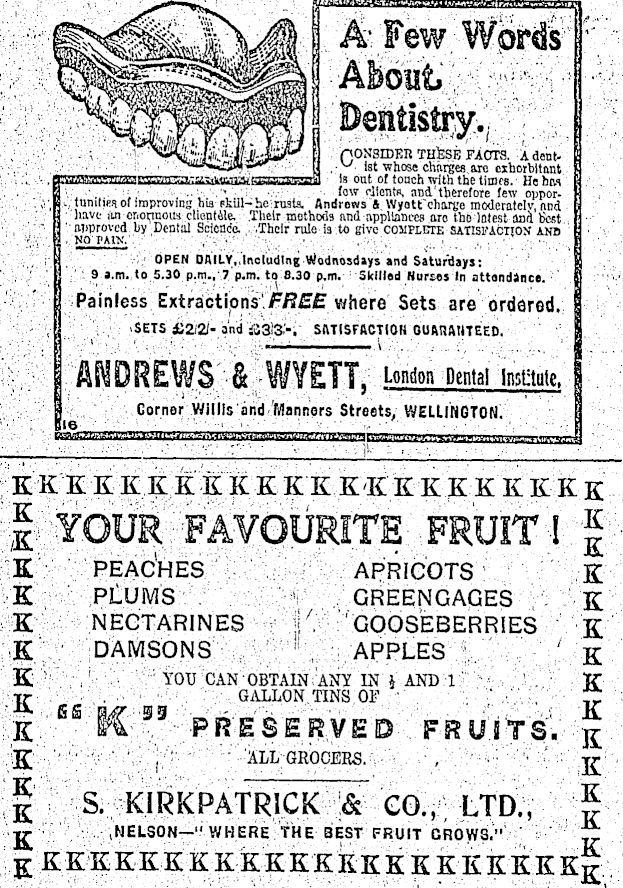 A Few Words
About
Dentistry.
CONSIDER THESE FACTS. A dent-
ist whose charges are exhorbitant
is out of touch with the times. He has
few clients, and therefore few oppor-
tunities of improving his skill—he rusts. Andrews & Wyett charge moderately, and
have an enormous clientèle. Their methods and appliances are the latest and best
approved by Dental Science. Their rule is to give COMPLETE SATISFACTION AND
NO PAIN.
OPEN DAILY, Including Wednesdays and Saturdays:
9 a.m. to 5.30 p.m., 7 p.m. to 8.30 p.m. Skilled Nurses in attendance.
Painless Extractions FREE where Sets are ordered.
SETS £2/2/- and £3/3/-. SATISFACTION GUARANTEED.
ANDREWS & WYETT, London Dental Institute,
Corner Willis and Manners Streets, WELLINGTON.
16
K K K K K K K K K K K K K K K K K K K K K K
YOUR FAVOURITE FRUIT!
PEACHES APRICOTS
PLUMS GREENGAGES
NECTARINES GOOSEBERRIES
DAMSONS APPLES
YOU CAN OBTAIN ANY IN ½ AND 1
GALLON TINS OF
"K" PRESERVED FRUITS.
ALL GROCERS.
S. KIRKPATRICK & CO., LTD.,
NELSON—"WHERE THE BEST FRUIT GROWS."
K K K K K K K K K K K K K K K K K K K K K K K K